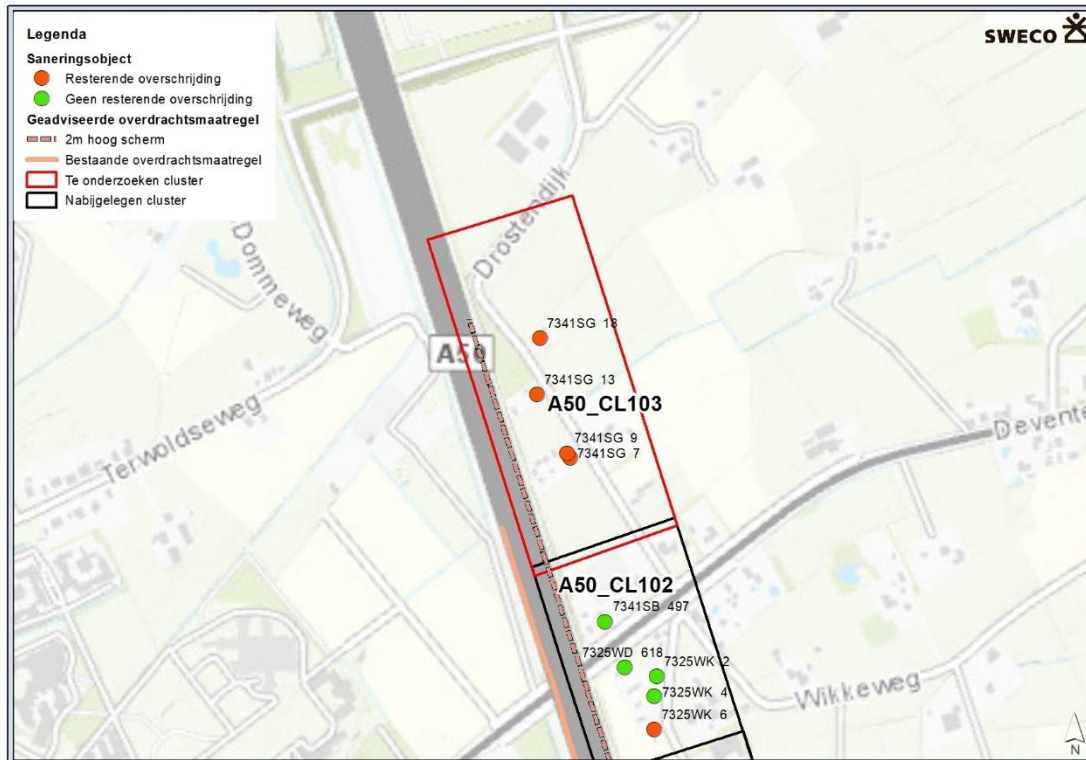 Legenda
Saneringsobject
Resterende overschrijding
Geen resterende overschrijding
Geadviseerde overdrachtsmaatregel
2m hoog scherm
Bestaande overdrachtsmaatregel
Te onderzoeken cluster
Nabijgelegen cluster
SWECO
Drostendijk
Dommeweg
7341SG 18
A50
7341SG 13
A50_CL103
Terwoldseweg
7341SG 9
7341SG 7
Devente
A50_CL102
7341SB 497
7325WD 618
7325WK 2
7325WK 4
Wikkeweg
7325WK 6
N